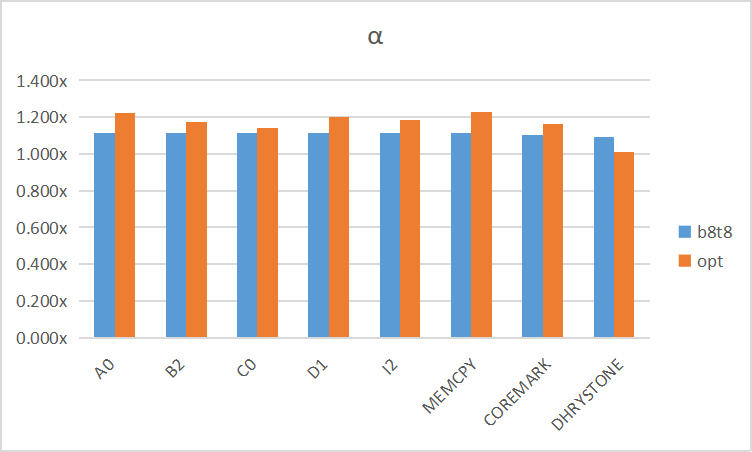 α
1.400x
1.200x
1.000x
0.800x
0.600x
0.400x
0.200x
0.000x
A0
B2
C0
D1
I2
MEMCPY
COREMARK
DHRYSTONE
b8t8
opt